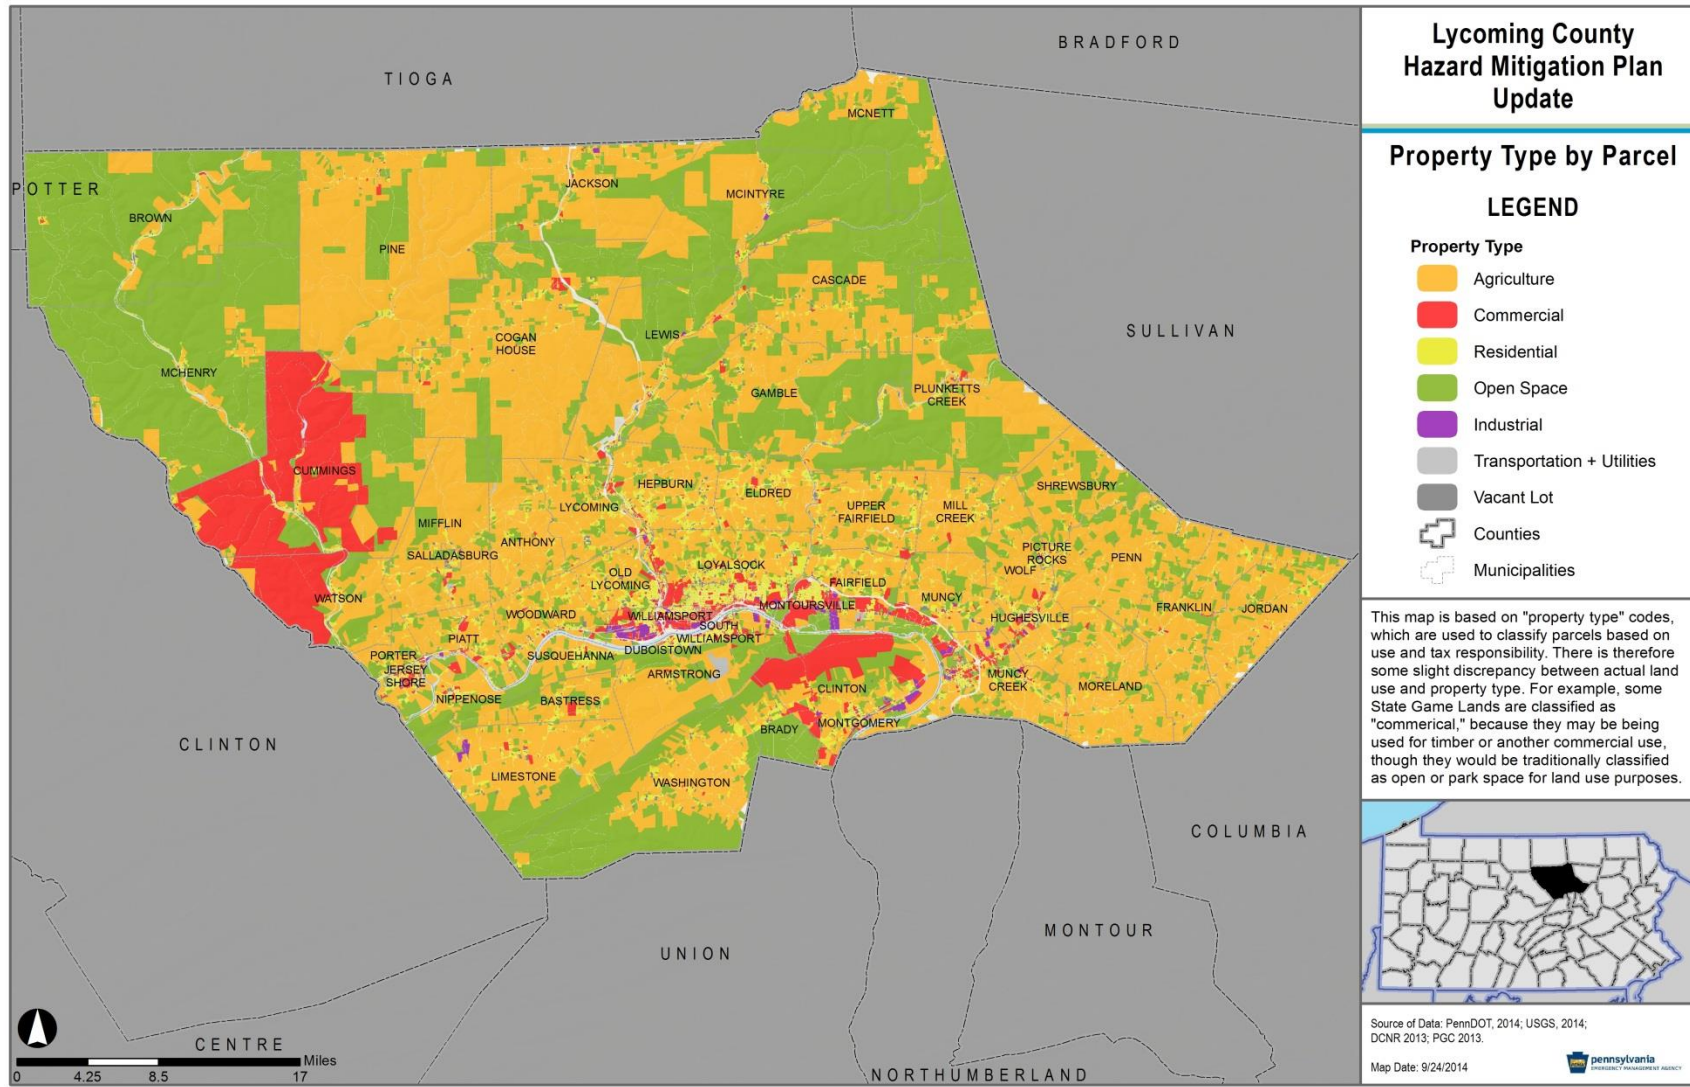 Lycoming County
Hazard Mitigation Plan
Update
Property Type by Parcel
LEGEND
Property Type
Agriculture
Commercial
Residential
Open Space
Industrial
Transportation + Utilities
Vacant Lot
Counties
Municipalities
This map is based on "property type" codes,
which are used to classify parcels based on
use and tax responsibility. There is therefore
some slight discrepancy between actual land
use and property type. For example, some
State Game Lands are classified as
"commerical," because they may be being
used for timber or another commercial use,
though they would be traditionally classified
as open or park space for land use purposes.
Source of Data: PennDOT, 2014; USGS, 2014;
DCNR 2013; PGC 2013.
Map Date: 9/24/2014
pennsylvania
EMERGENCY MANAGEMENT AGENCY
BRADFORD
TIOGA
POTTER
SULLIVAN
CLINTON
COLUMBIA
MONTOUR
UNION
CENTRE
NORTHUMBERLAND
MCNETT
JACKSON
MCINTYRE
BROWN
PINE
CASCADE
COGAN
HOUSE
LEWIS
MCHENRY
GAMBLE
PLUNKETTS
CREEK
CUMMINGS
HEPBURN
ELDRED
SHREWSBURY
LYCOMING
UPPER
FAIRFIELD
MILL
CREEK
MIFFLIN
ANTHONY
SALLADASBURG
PICTURE
ROCKS
PENN
WOLF
OLD
LYCOMING
LOYALSOCK
FAIRFIELD
WATSON
MUNCY
MONTOURSVILLE
FRANKLIN
JORDAN
WOODWARD
WILLIAMSPORT
HUGHESVILLE
SOUTH
WILLIAMSPORT
PIATT
DUBOISTOWN
SUSQUEHANNA
PORTER
JERSEY
SHORE
ARMSTRONG
CLINTON
MUNCY
CREEK
MORELAND
NIPPENOSE
BASTRESS
BRADY
MONTGOMERY
LIMESTONE
WASHINGTON
Miles
0 4.25 8.5 17